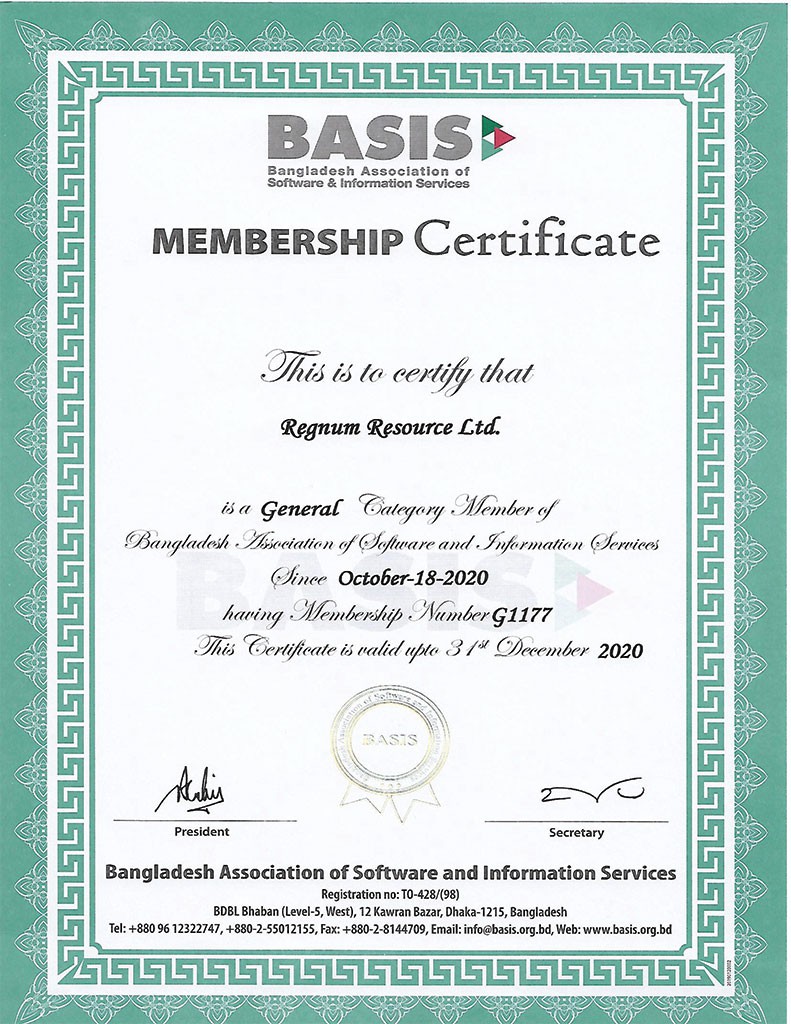 BASIS
Bangladesh Association of
Software & Information Services
MEMBERSHIP Certificate
This is to certify that
Regnum Resource Ltd.
is a General Category Member of
Bangladesh Association of Software and Information Services
Since October-18-2020
having Membership Number G1177
This Certificate is valid upto 31st December 2020
BASIS
President
Secretary
Bangladesh Association of Software and Information Services
Registration no: TO-428/(98)
BDBL Bhaban (Level-5, West), 12 Kawran Bazar, Dhaka-1215, Bangladesh
Tel: +880 96 12322747, +880-2-55012155, Fax: +880-2-8144709, Email: info@basis.org.bd, Web: www.basis.org.bd